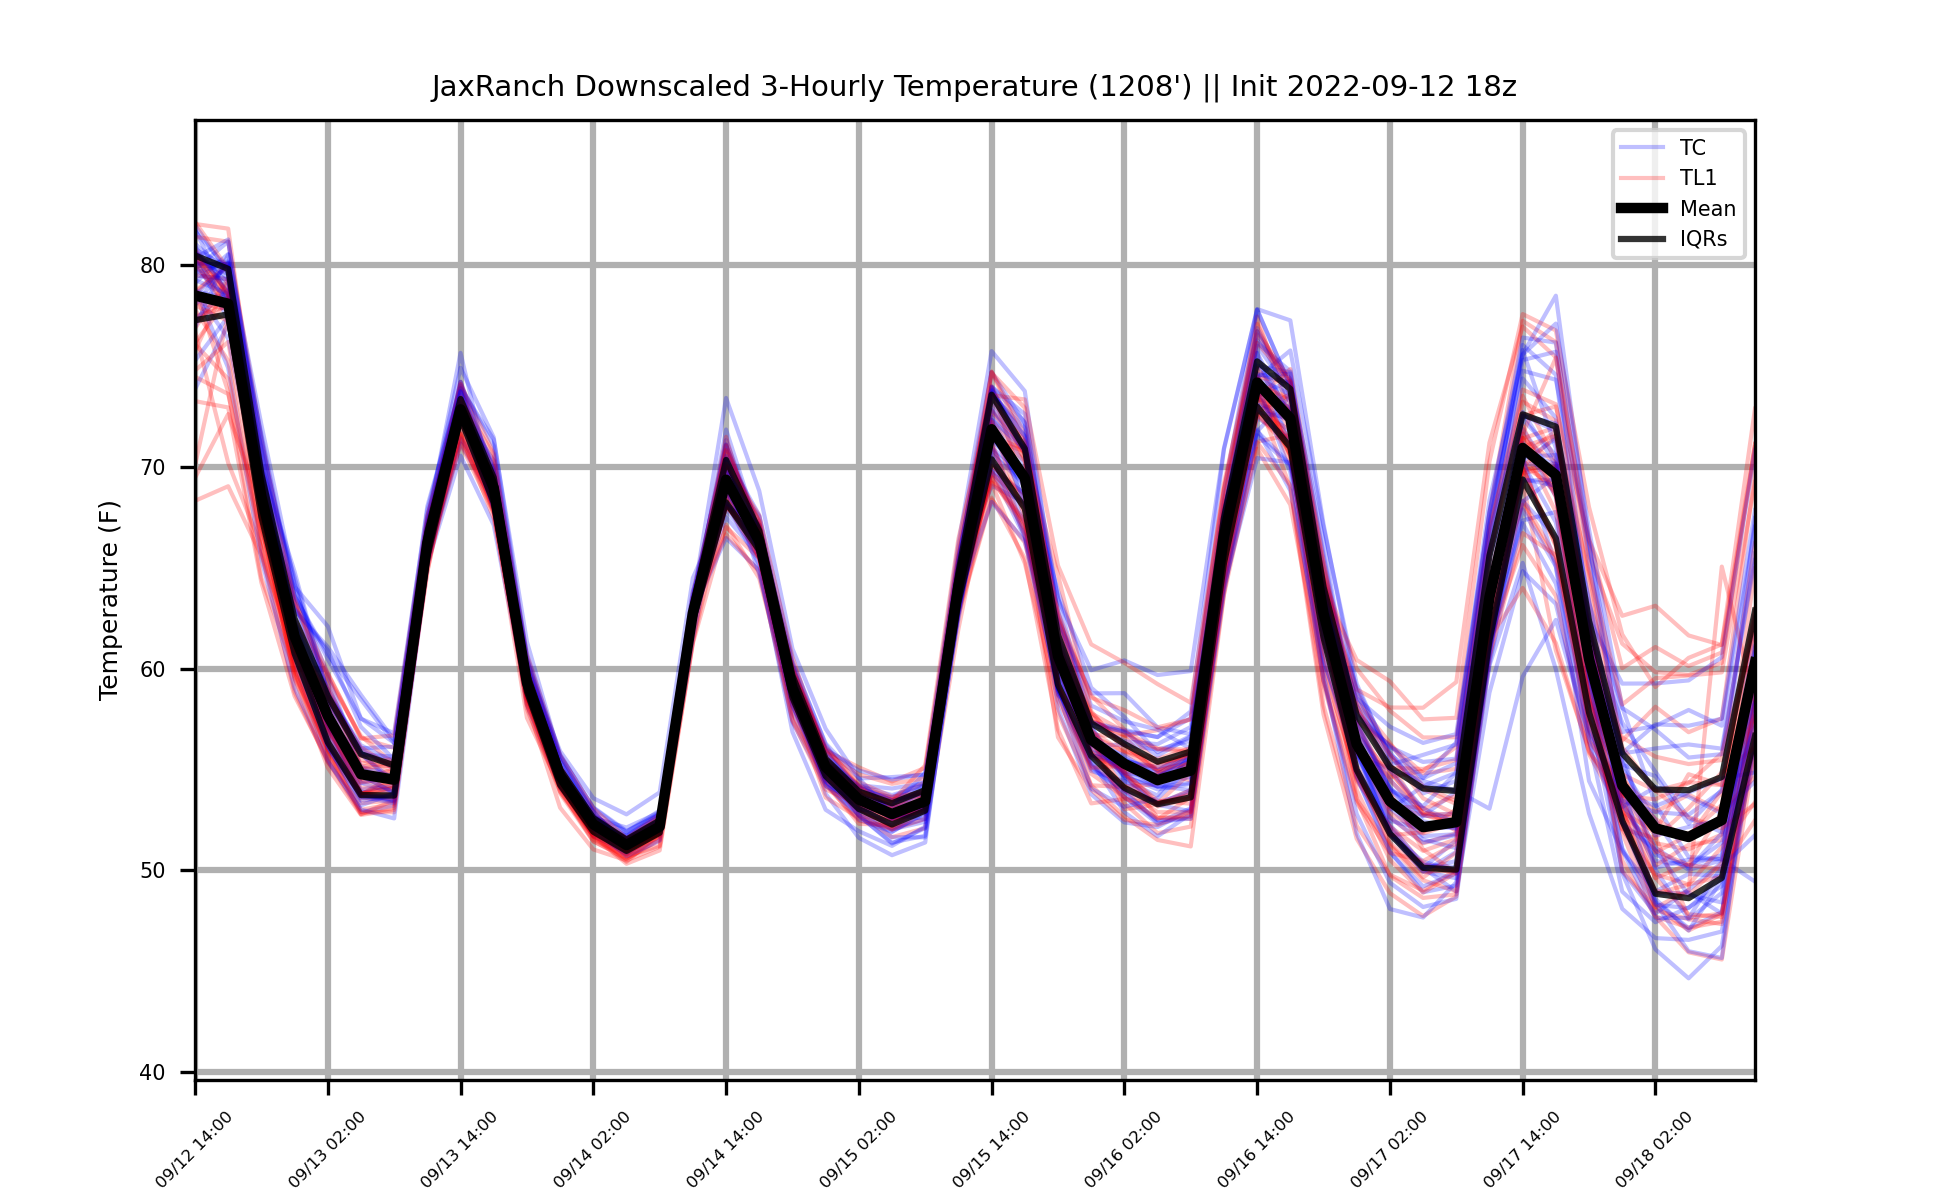 JaxRanch Downscaled 3-Hourly Temperature (1208') || Init 2022-09-12 18z
TC
TL1
Mean
IQRs
Temperature (F)
80
70
60
50
40
09/12 14:00
09/13 02:00
09/13 14:00
09/14 02:00
09/14 14:00
09/15 02:00
09/15 14:00
09/16 02:00
09/16 14:00
09/17 02:00
09/17 14:00
09/18 02:00